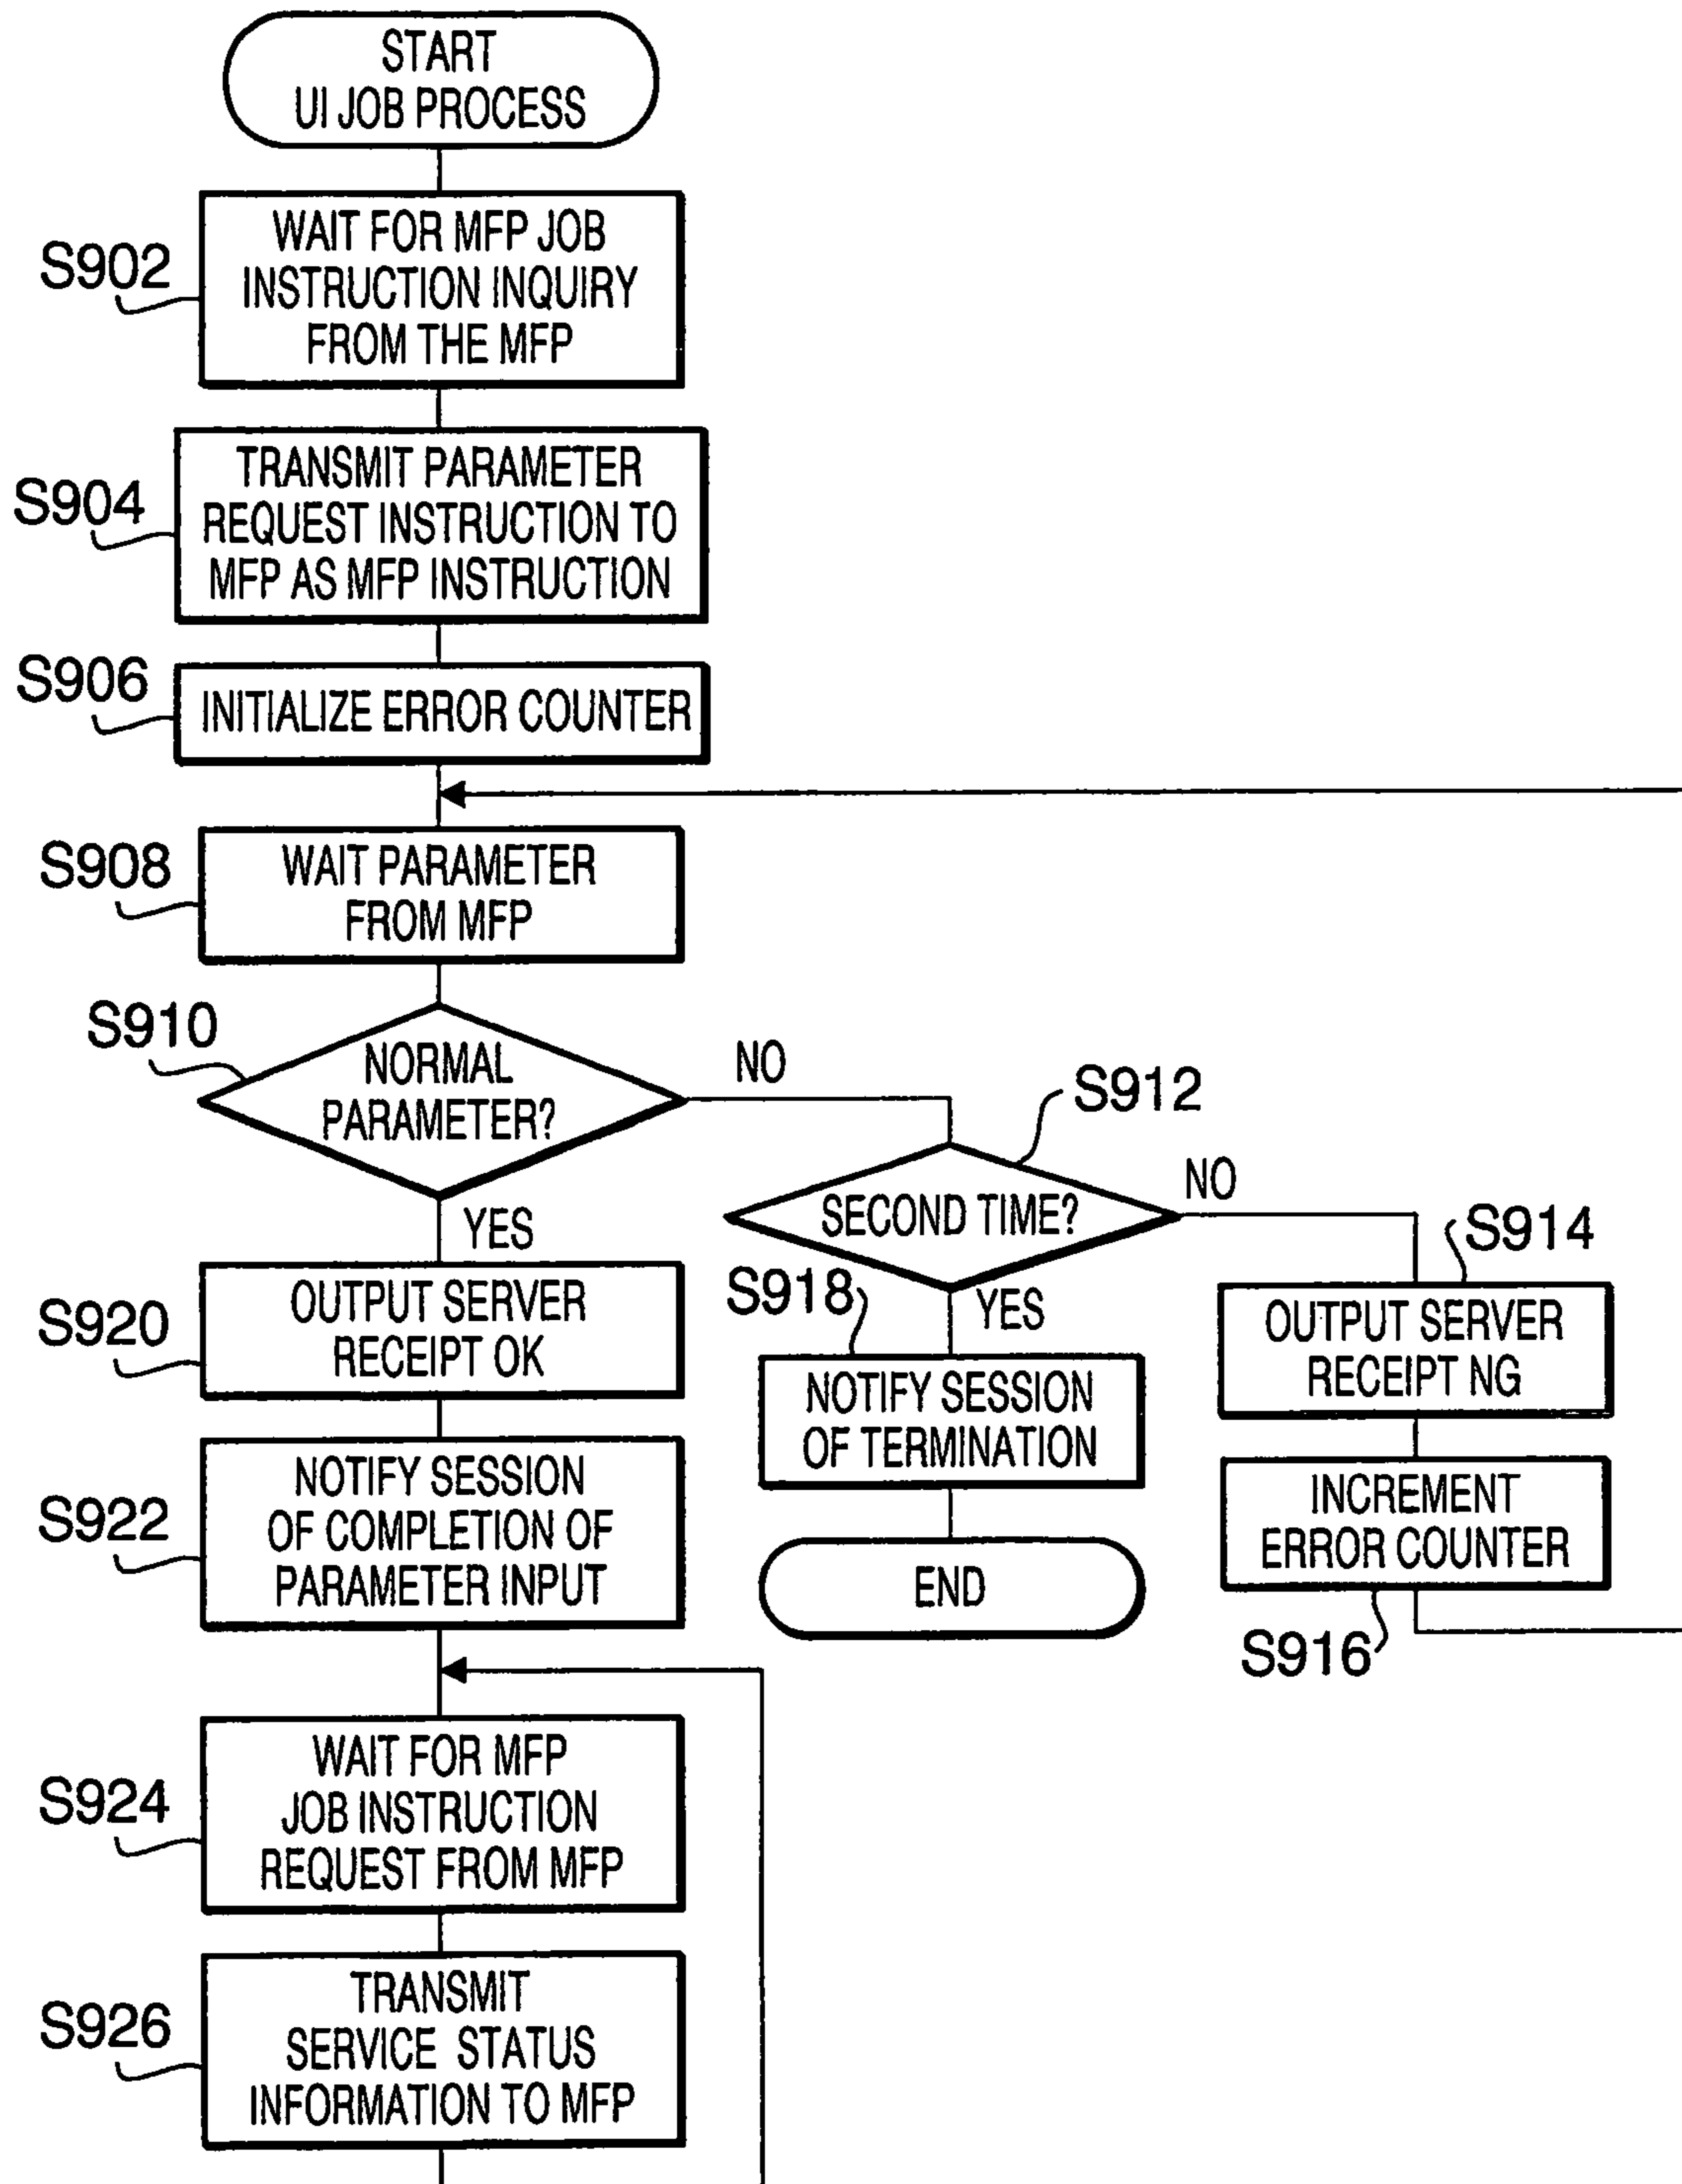 START
UI JOB PROCESS
S902
WAIT FOR MFP JOB
INSTRUCTION INQUIRY
FROM THE MFP
S904
TRANSMIT PARAMETER
REQUEST INSTRUCTION TO
MFP AS MFP INSTRUCTION
S906
INITIALIZE ERROR COUNTER
S908
WAIT PARAMETER
FROM MFP
S910
NORMAL
PARAMETER?
NO
YES
S912
SECOND TIME?
NO
YES
S914
OUTPUT SERVER
RECEIPT NG
INCREMENT
ERROR COUNTER
S916
S918
NOTIFY SESSION
OF TERMINATION
END
S920
OUTPUT SERVER
RECEIPT OK
S922
NOTIFY SESSION
OF COMPLETION OF
PARAMETER INPUT
S924
WAIT FOR MFP
JOB INSTRUCTION
REQUEST FROM MFP
S926
TRANSMIT
SERVICE STATUS
INFORMATION TO MFP